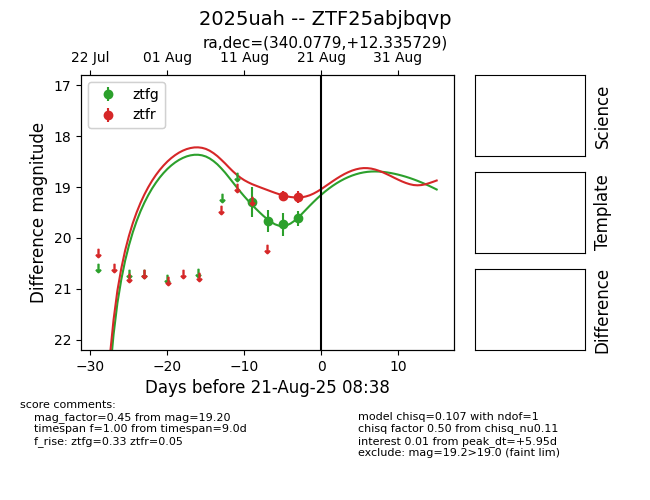 2025uah -- ZTF25abjbqvp
ra,dec=(340.0779,+12.335729)
22 Jul 01 Aug 11 Aug 21 Aug 31 Aug
ztfg
ztfr
17
18
19
20
21
22
Difference magnitude
−30 −20 −10 0 10
Days before 21-Aug-25 08:38
Science
Template
Difference
score comments:
mag_factor=0.45 from mag=19.20
timespan f=1.00 from timespan=9.0d
f_rise: ztfg=0.33 ztfr=0.05
model chisq=0.107 with ndof=1
chisq factor 0.50 from chisq_nu0.11
interest 0.01 from peak_dt=+5.95d
exclude: mag=19.2>19.0 (faint lim)